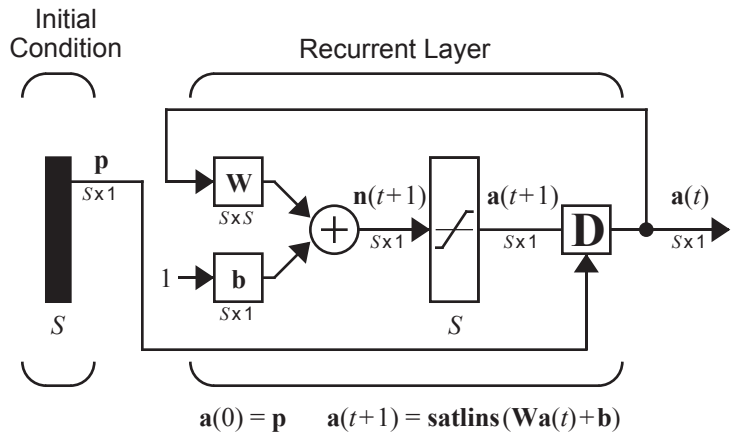 Initial Condition
Recurrent Layer
p
S x 1
W
S x S
1
b
S x 1
n(t+1)
S x 1
a(t+1)
S x 1
D
a(t)
S x 1
S
S
a(0) = p a(t+1) = satlins(Wa(t)+b)